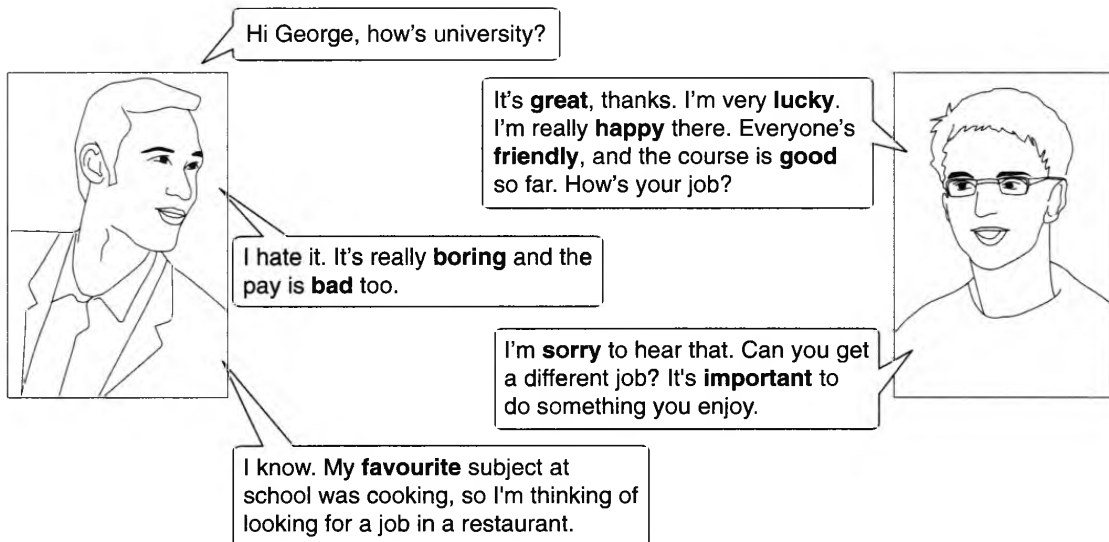 Hi George, how's university?
It's great, thanks. I'm very lucky.
I'm really happy there. Everyone's
friendly, and the course is good
so far. How's your job?
I hate it. It's really boring and the
pay is bad too.
I'm sorry to hear that. Can you get
a different job? It's important to
do something you enjoy.
I know. My favourite subject at
school was cooking, so I'm thinking of
looking for a job in a restaurant.